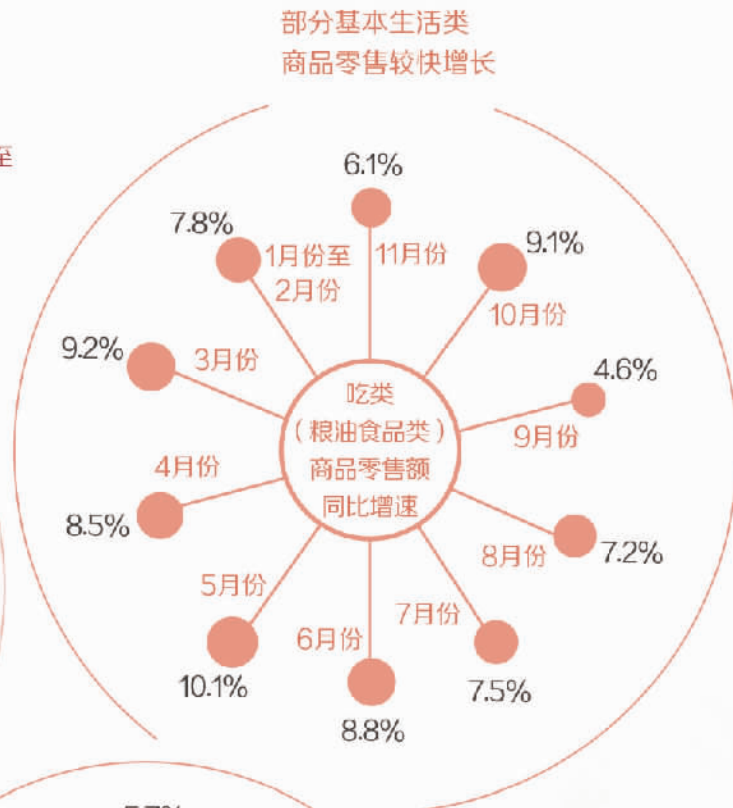 部分基本生活类
商品零售较快增长
至
6.1%
11月份
7.8%
1月份至
2月份
9.1%
10月份
9.2%
3月份
4.6%
9月份
吃类
（粮油食品类）
商品零售额
同比增速
4月份
8.5%
8月份
7.2%
5月份
10.1%
6月份
8.8%
7月份
7.5%